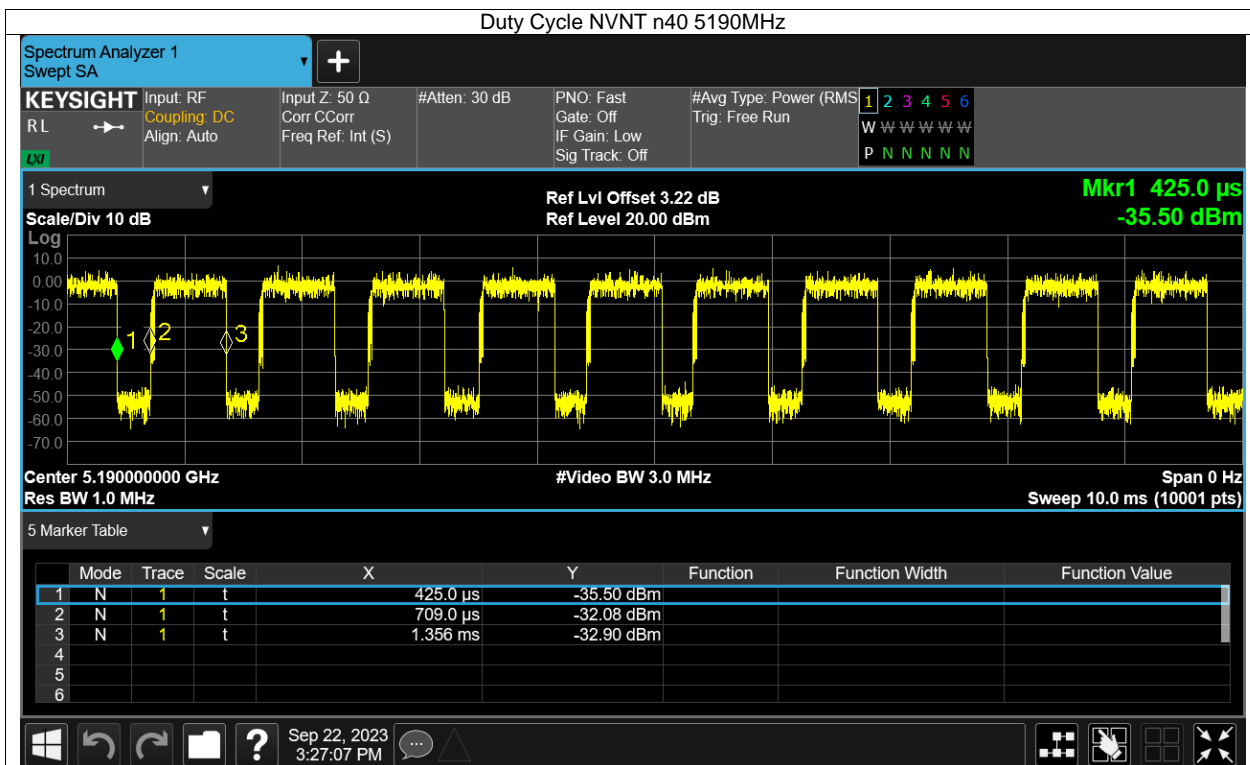 Duty Cycle NVNT n40 5190MHz
Spectrum Analyzer 1
Swept SA
KEYSIGHT
RL
LXI
Input: RF
Coupling: DC
Align: Auto
Input Z: 50 Ω
Corr CCorr
Freq Ref: Int (S)
#Atten: 30 dB
PNO: Fast
Gate: Off
IF Gain: Low
Sig Track: Off
#Avg Type: Power (RMS
Trig: Free Run
1 2 3 4 5 6
W W W W W W
P N N N N N
1 Spectrum
Scale/Div 10 dB
Ref Lvl Offset 3.22 dB
Ref Level 20.00 dBm
Mkr1 425.0 µs
-35.50 dBm
Log
10.0
0.00
-10.0
-20.0
-30.0
-40.0
-50.0
-60.0
-70.0
1 2 3
Center 5.190000000 GHz
#Video BW 3.0 MHz
Span 0 Hz
Res BW 1.0 MHz
Sweep 10.0 ms (10001 pts)
5 Marker Table
Mode Trace Scale X Y Function Function Width Function Value
1 N 1 t 425.0 µs -35.50 dBm
2 N 1 t 709.0 µs -32.08 dBm
3 N 1 t 1.356 ms -32.90 dBm
4
5
6
?
Sep 22, 2023
3:27:07 PM